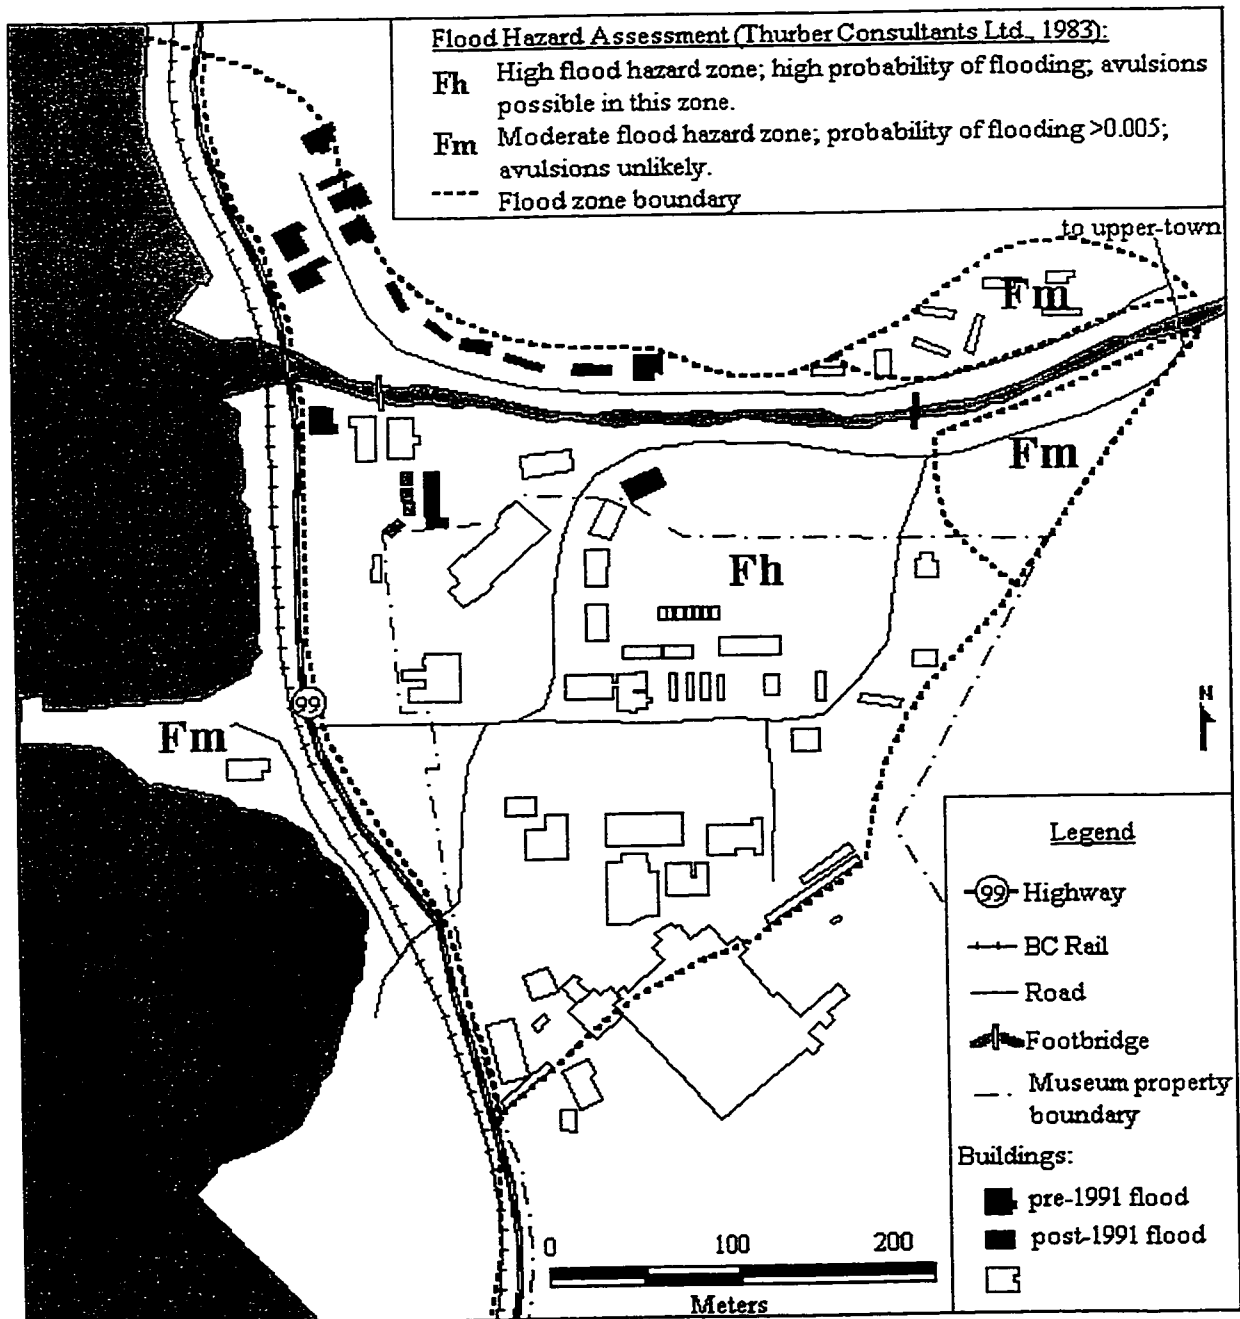 Flood Hazard Assessment (Thurber Consultants Ltd., 1983):
Fh High flood hazard zone; high probability of flooding; avulsions
possible in this zone.
Fm Moderate flood hazard zone; probability of flooding >0.005;
avulsions unlikely.
Flood zone boundary
to upper-town
Fm
Fm
Fh
99
Fm
N
Legend
99 Highway
BC Rail
Road
Footbridge
Museum property
boundary
Buildings:
pre-1991 flood
post-1991 flood
0 100 200
Meters